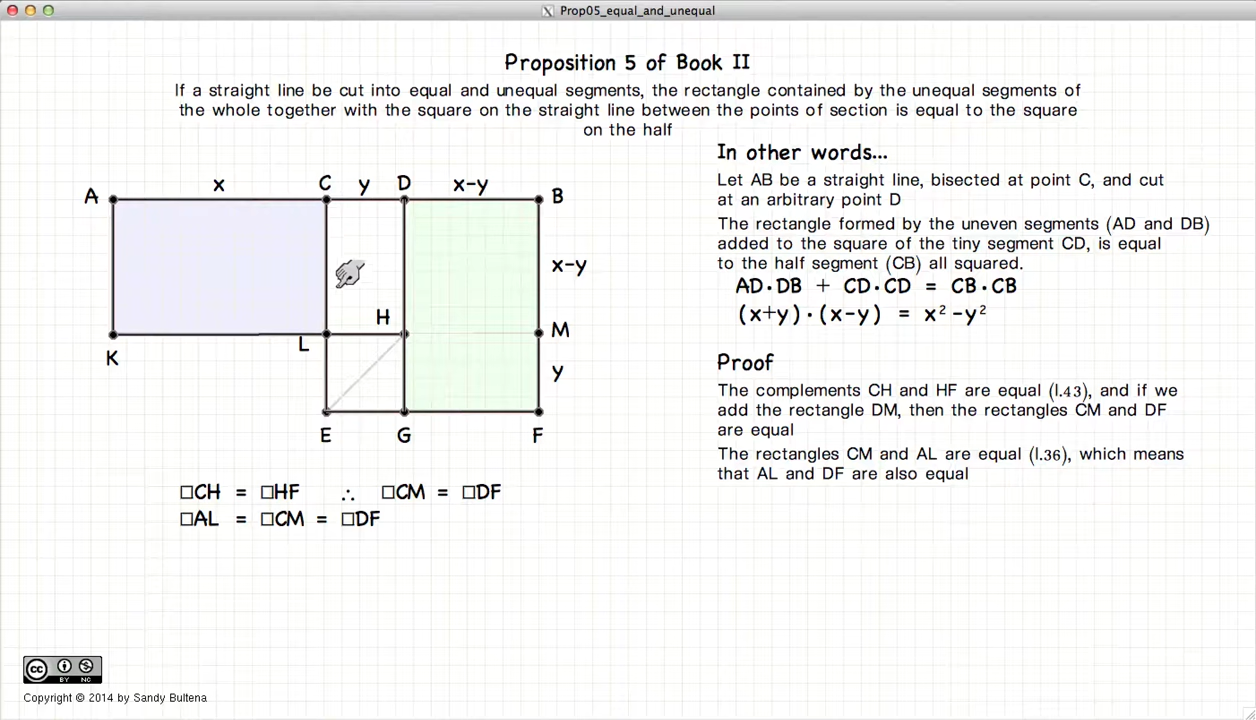 Prop05_equal_and_unequal
Proposition 5 of Book II
If a straight line be cut into equal and unequal segments, the rectangle contained by the unequal segments of
the whole together with the square on the straight line between the points of section is equal to the square
on the half
A x C y D x-y B
x-y
H M
K L
y
E G F
□CH = □HF ∴ □CM = □DF
□AL = □CM = □DF
In other words...
Let AB be a straight line, bisected at point C, and cut
at an arbitrary point D
The rectangle formed by the uneven segments (AD and DB)
added to the square of the tiny segment CD, is equal
to the half segment (CB) all squared.
AD·DB + CD·CD = CB·CB
(x+y)·(x-y) = x²-y²
Proof
The complements CH and HF are equal (I.43), and if we
add the rectangle DM, then the rectangles CM and DF
are equal
The rectangles CM and AL are equal (I.36), which means
that AL and DF are also equal
cc BY NC
Copyright © 2014 by Sandy Bultena